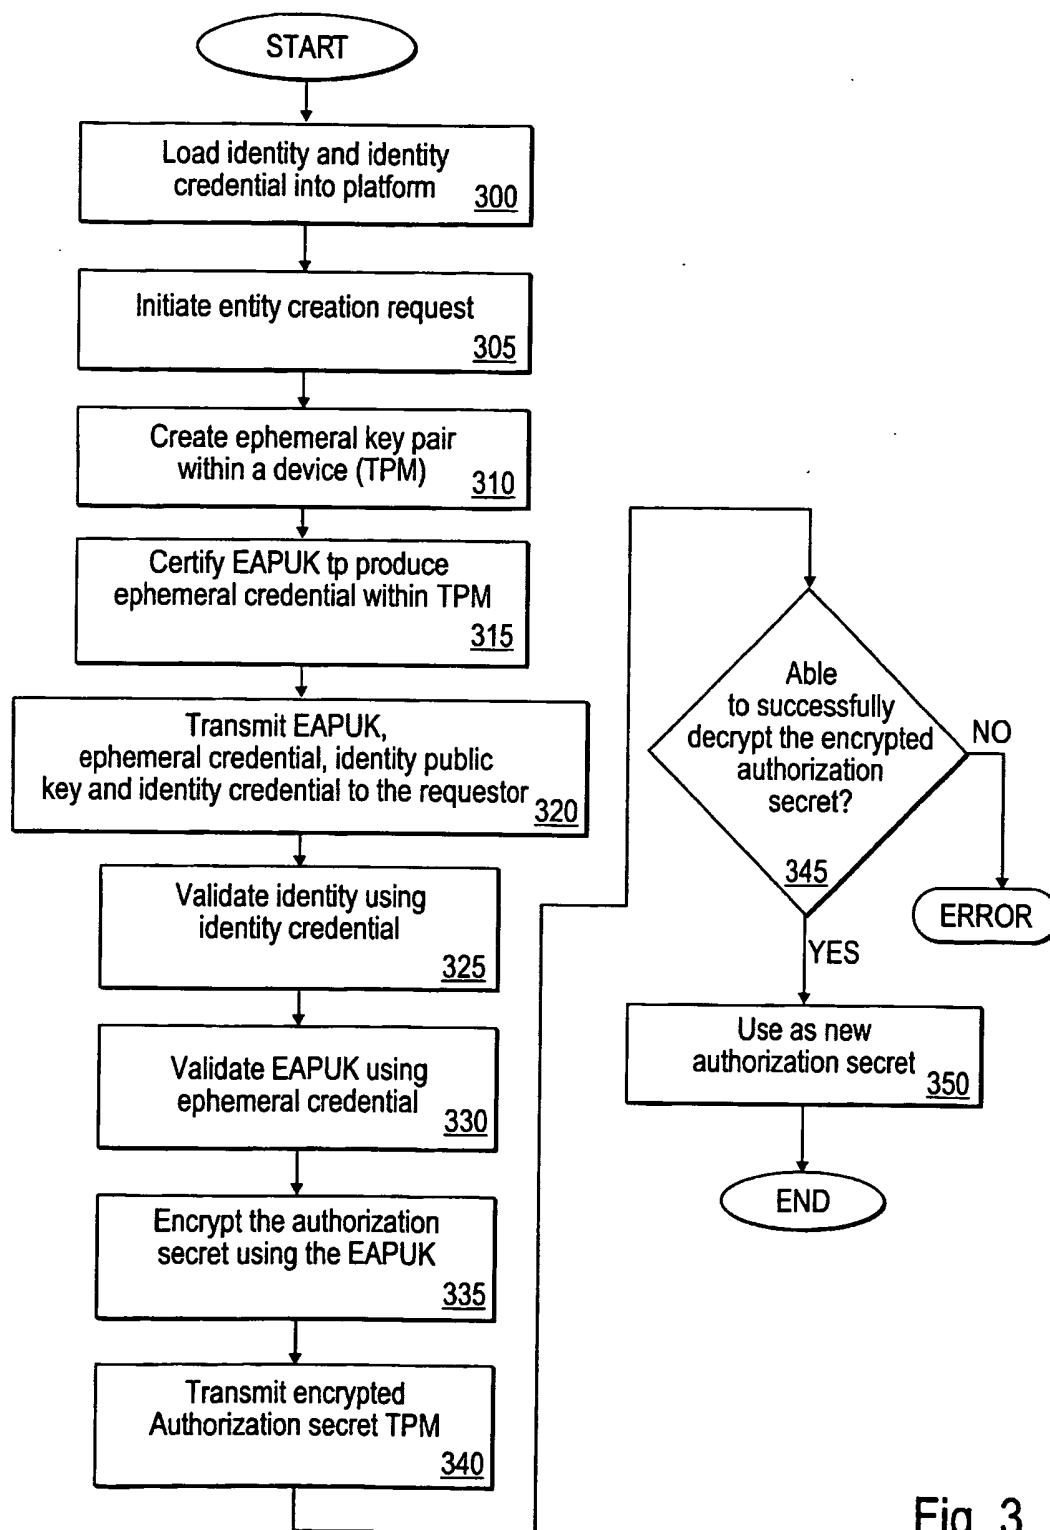 START
Load identity and identity
credential into platform
300
Initiate entity creation request
305
Create ephemeral key pair
within a device (TPM)
310
Certify EAPUK tp produce
ephemeral credential within TPM
315
Transmit EAPUK,
ephemeral credential, identity public
key and identity credential to the requestor
320
Validate identity using
identity credential
325
Validate EAPUK using
ephemeral credential
330
Encrypt the authorization
secret using the EAPUK
335
Transmit encrypted
Authorization secret TPM
340
Able
to successfully
decrypt the encrypted
authorization
secret?
345
NO
ERROR
YES
Use as new
authorization secret
350
END
Fig. 3